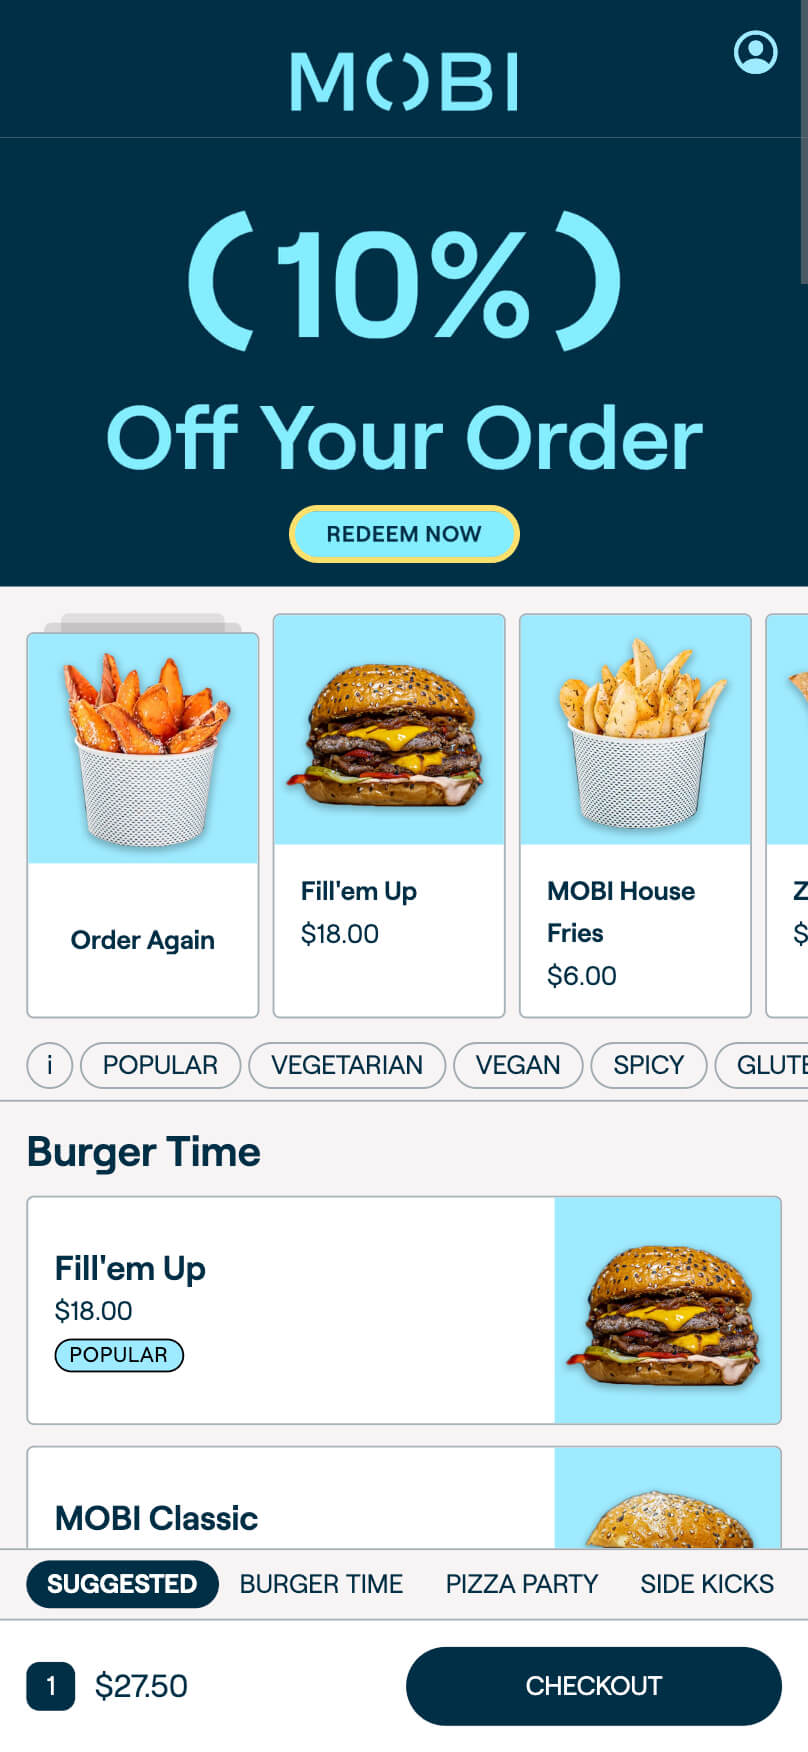 MOBI
(10%)
Off Your Order
REDEEM NOW
Order Again
Fill'em Up
$18.00
MOBI House
Fries
$6.00
Z
$
i
POPULAR
VEGETARIAN
VEGAN
SPICY
GLUTE
Burger Time
Fill'em Up
$18.00
POPULAR
MOBI Classic
SUGGESTED
BURGER TIME
PIZZA PARTY
SIDE KICKS
1
$27.50
CHECKOUT